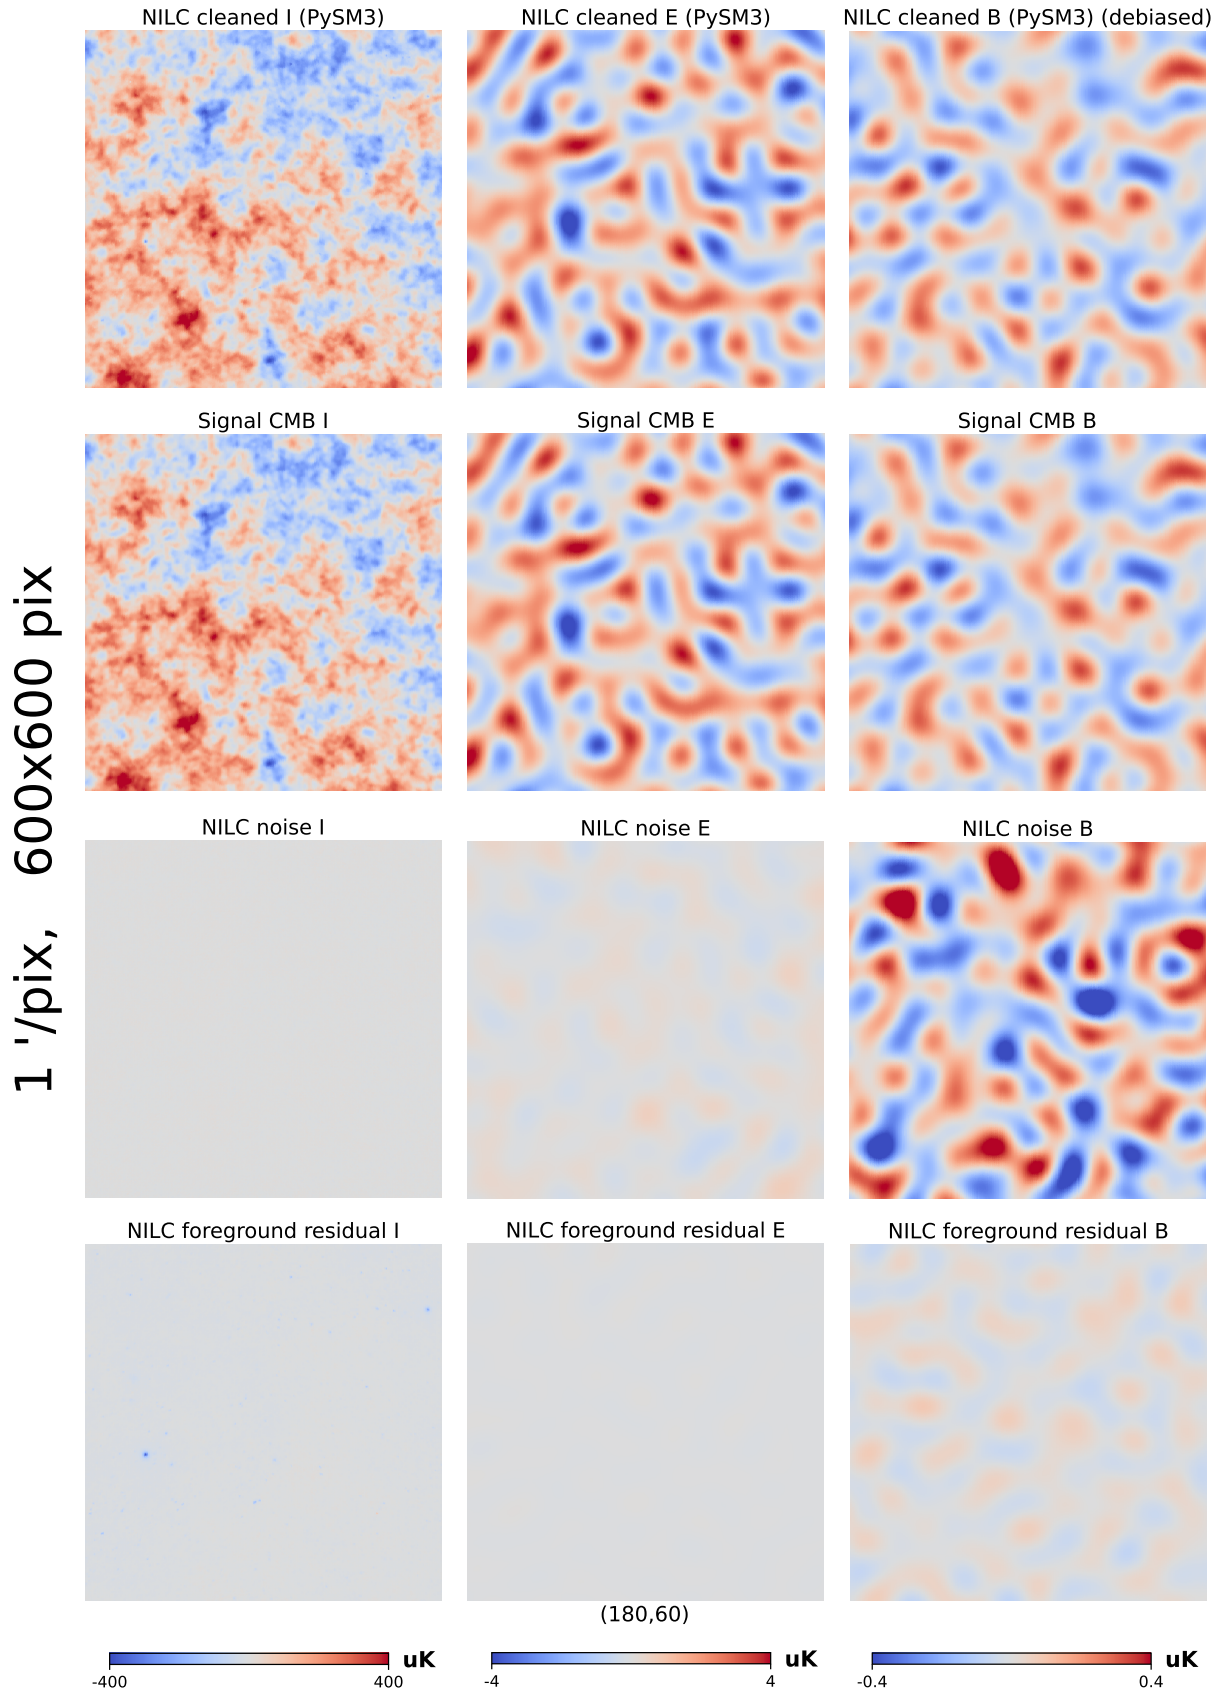 NILC cleaned I (PySM3)
NILC cleaned E (PySM3)
NILC cleaned B (PySM3) (debiased)
Signal CMB I
Signal CMB E
Signal CMB B
1 '/pix, 600x600 pix
NILC noise I
NILC noise E
NILC noise B
NILC foreground residual I
NILC foreground residual E
NILC foreground residual B
(180,60)
uK
-400
400
uK
-4
4
uK
-0.4
0.4